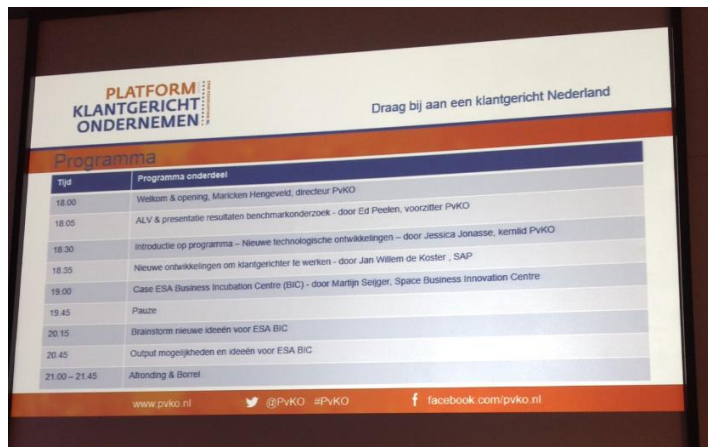 PLATFORM
KLANTGERICHT
ONDERNEMEN
Draag bij aan een klantgericht Nederland
Programma
Tijd Programma onderdeel
18.00 Welkom & opening, Maricken Hengeveld, directeur PvKO
18.05 ALV & presentatie resultaten benchmarkonderzoek - door Ed Peelen, voorzitter PvKO
18.30 Introductie op programma – Nieuwe technologische ontwikkelingen – door Jessica Jonasse, kernlid PvKO
18.35 Nieuwe ontwikkelingen om klantgerichter te werken - door Jan Willem de Koster , SAP
19.00 Case ESA Business Incubation Centre (BIC) - door Martijn Seijger, Space Business Innovation Centre
19.45 Pauze
20.15 Brainstorm nieuwe ideeën voor ESA BIC
20.45 Output mogelijkheden en ideeën voor ESA BIC
21.00 – 21.45 Afronding & Borrel
www.pvko.nl @PvKO #PvKO facebook.com/pvko.nl